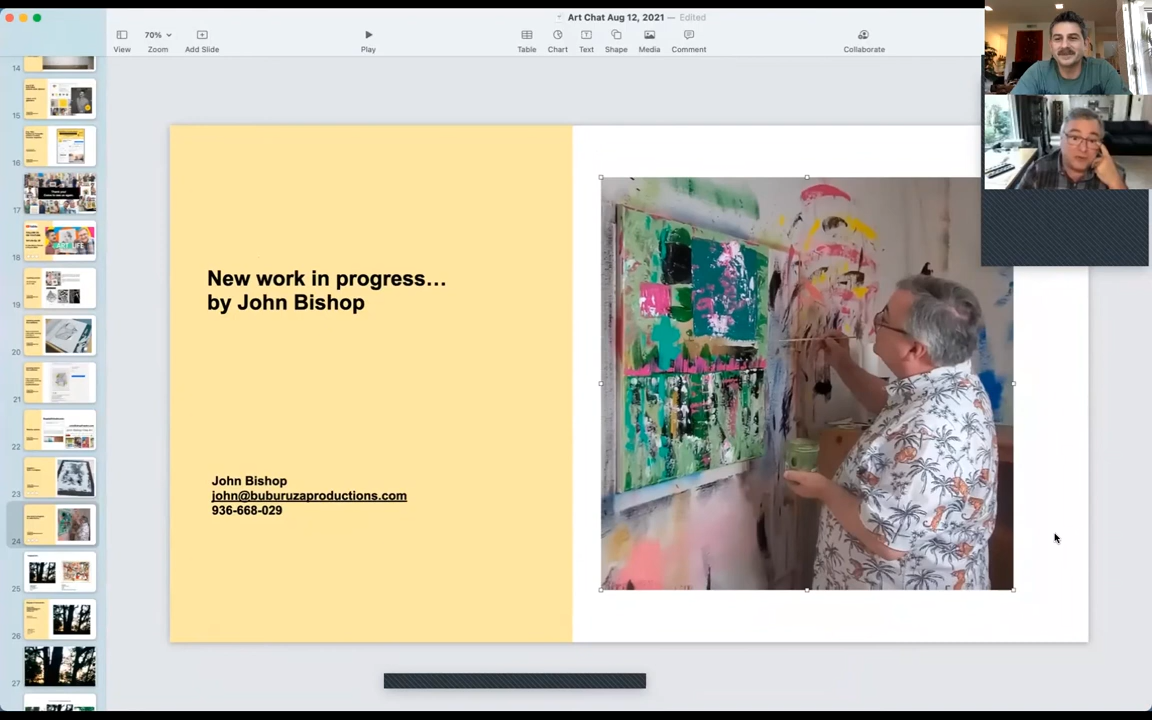 Art Chat Aug 12, 2021 — Edited
70%
View
Zoom
Add Slide
Play
Table
Chart
Text
Shape
Media
Comment
Collaborate
14
15
16
17
18
19
20
21
22
23
24
25
26
27
ART LIFE
New work in progress…
by John Bishop
John Bishop
john@buburuzaproductions.com
936-668-029